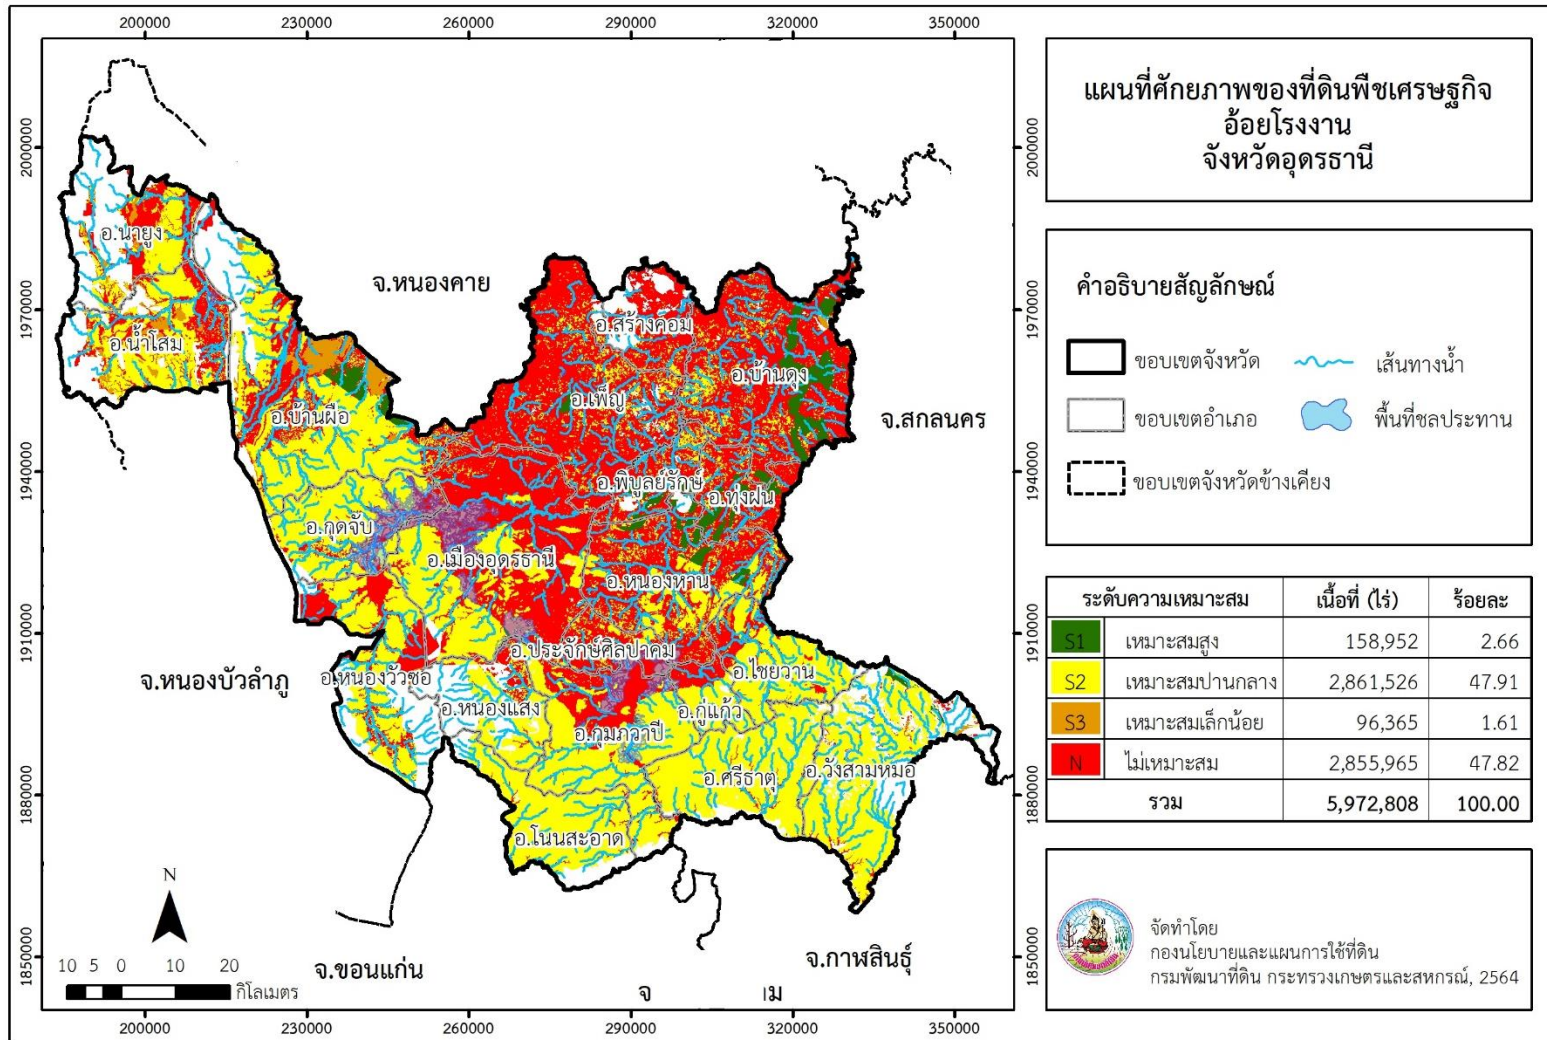 แผนที่ศักยภาพของที่ดินพืชเศรษฐกิจ
อ้อยโรงงาน
จังหวัดอุดรธานี
200000 230000 260000 290000 320000 350000
2000000
1970000
1940000
1910000
1880000
1850000
2000000
1970000
1940000
1910000
1880000
1850000
อ.นายูง
จ.หนองคาย
อ.สร้างคอม
อ.น้ำโสม
อ.บ้านดุง
อ.เพ็ญ
อ.บ้านผือ
จ.สกลนคร
อ.พิบูลย์รักษ์
อ.ทุ่งฝน
อ.กุดจับ
อ.เมืองอุดรธานี
อ.หนองหาน
อ.ประจักษ์ศิลปาคม
อ.ไชยวาน
จ.หนองบัวลำภู
อ.หนองวัวซอ
อ.หนองแสง
อ.กู่แก้ว
อ.กุมภวาปี
อ.ศรีธาตุ
อ.วังสามหมอ
อ.โนนสะอาด
จ.ขอนแก่น
จ.กาฬสินธุ์
N
10 5 0 10 20
กิโลเมตร
200000 230000 260000 290000 320000 350000
คำอธิบายสัญลักษณ์
ขอบเขตจังหวัด เส้นทางน้ำ
ขอบเขตอำเภอ พื้นที่ชลประทาน
ขอบเขตจังหวัดข้างเคียง
ระดับความเหมาะสม เนื้อที่ (ไร่) ร้อยละ
S1 เหมาะสมสูง 158,952 2.66
S2 เหมาะสมปานกลาง 2,861,526 47.91
S3 เหมาะสมเล็กน้อย 96,365 1.61
N ไม่เหมาะสม 2,855,965 47.82
รวม 5,972,808 100.00
จัดทำโดย
กองนโยบายและแผนการใช้ที่ดิน
กรมพัฒนาที่ดิน กระทรวงเกษตรและสหกรณ์, 2564